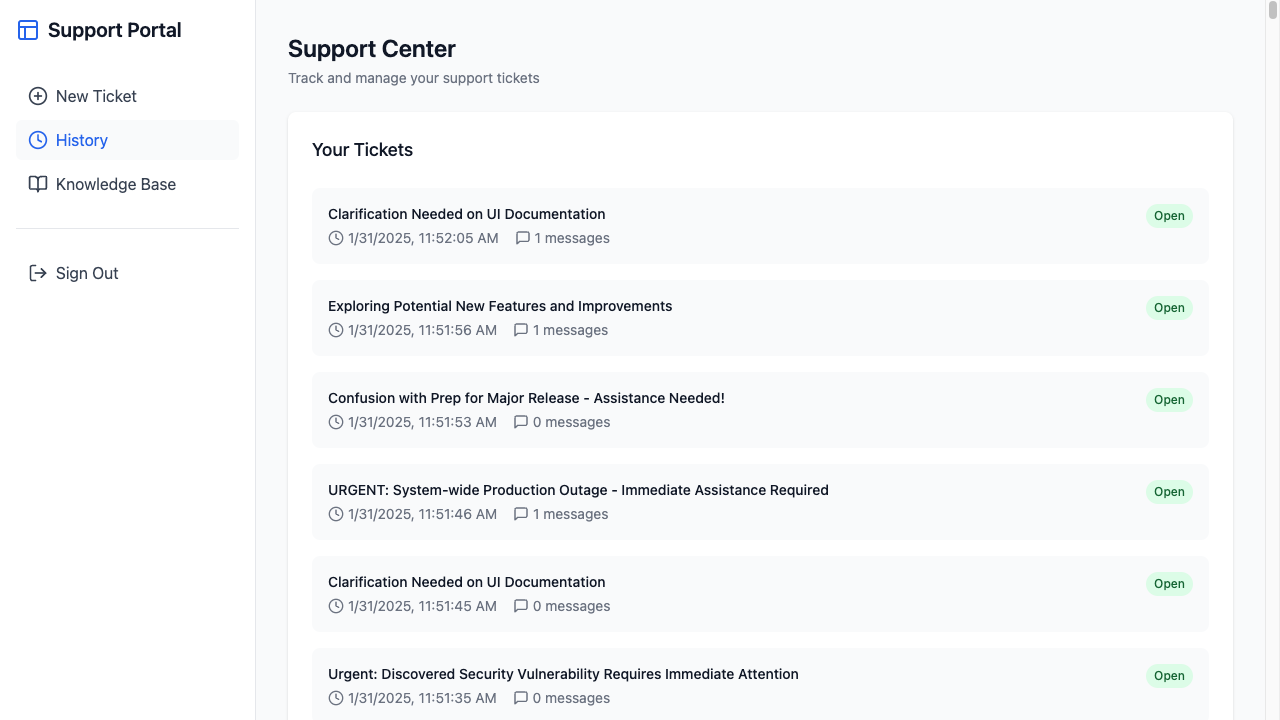 Support Portal
New Ticket
History
Knowledge Base
Sign Out
Support Center
Track and manage your support tickets
Your Tickets
Clarification Needed on UI Documentation
Open
1/31/2025, 11:52:05 AM 1 messages
Exploring Potential New Features and Improvements
Open
1/31/2025, 11:51:56 AM 1 messages
Confusion with Prep for Major Release - Assistance Needed!
Open
1/31/2025, 11:51:53 AM 0 messages
URGENT: System-wide Production Outage - Immediate Assistance Required
Open
1/31/2025, 11:51:46 AM 1 messages
Clarification Needed on UI Documentation
Open
1/31/2025, 11:51:45 AM 0 messages
Urgent: Discovered Security Vulnerability Requires Immediate Attention
Open
1/31/2025, 11:51:35 AM 0 messages